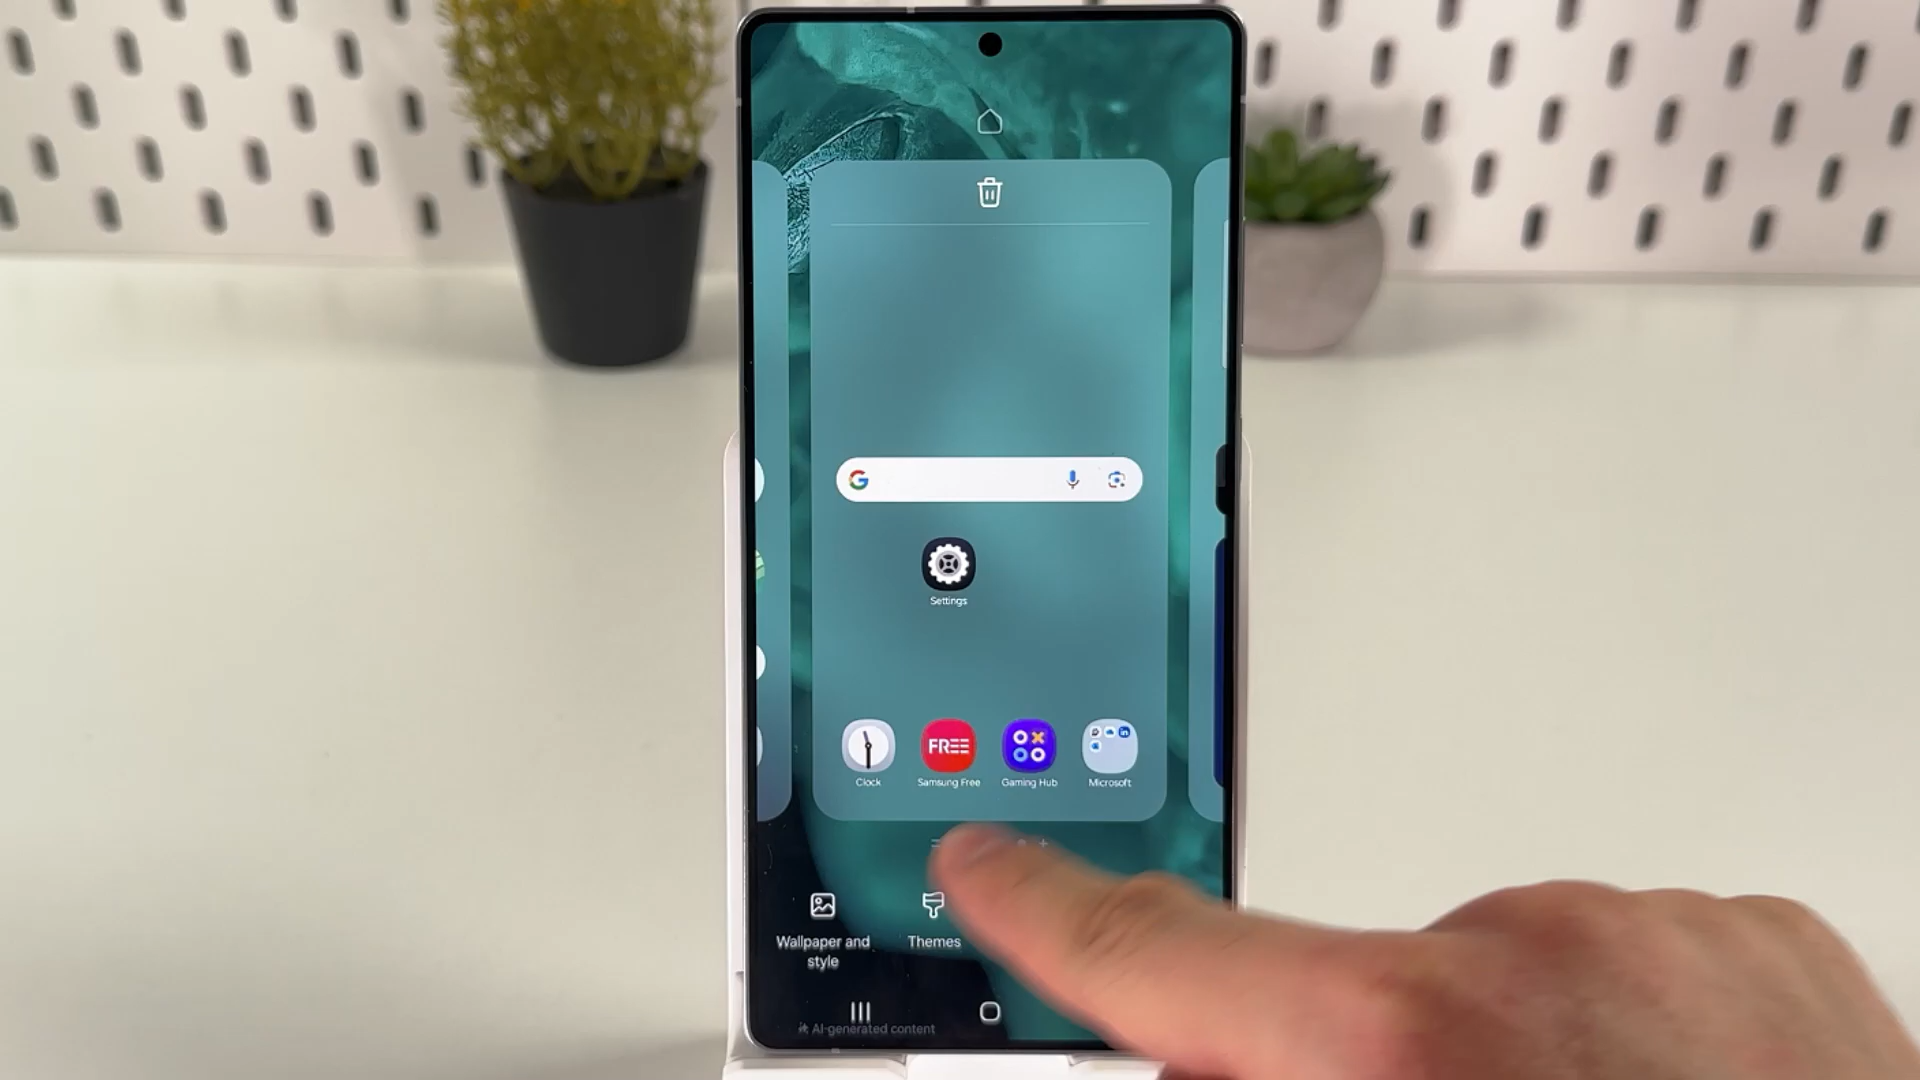 Settings
FREE
Clock
Samsung Free
Gaming Hub
Microsoft
Wallpaper and
style
Themes
AI-generated content